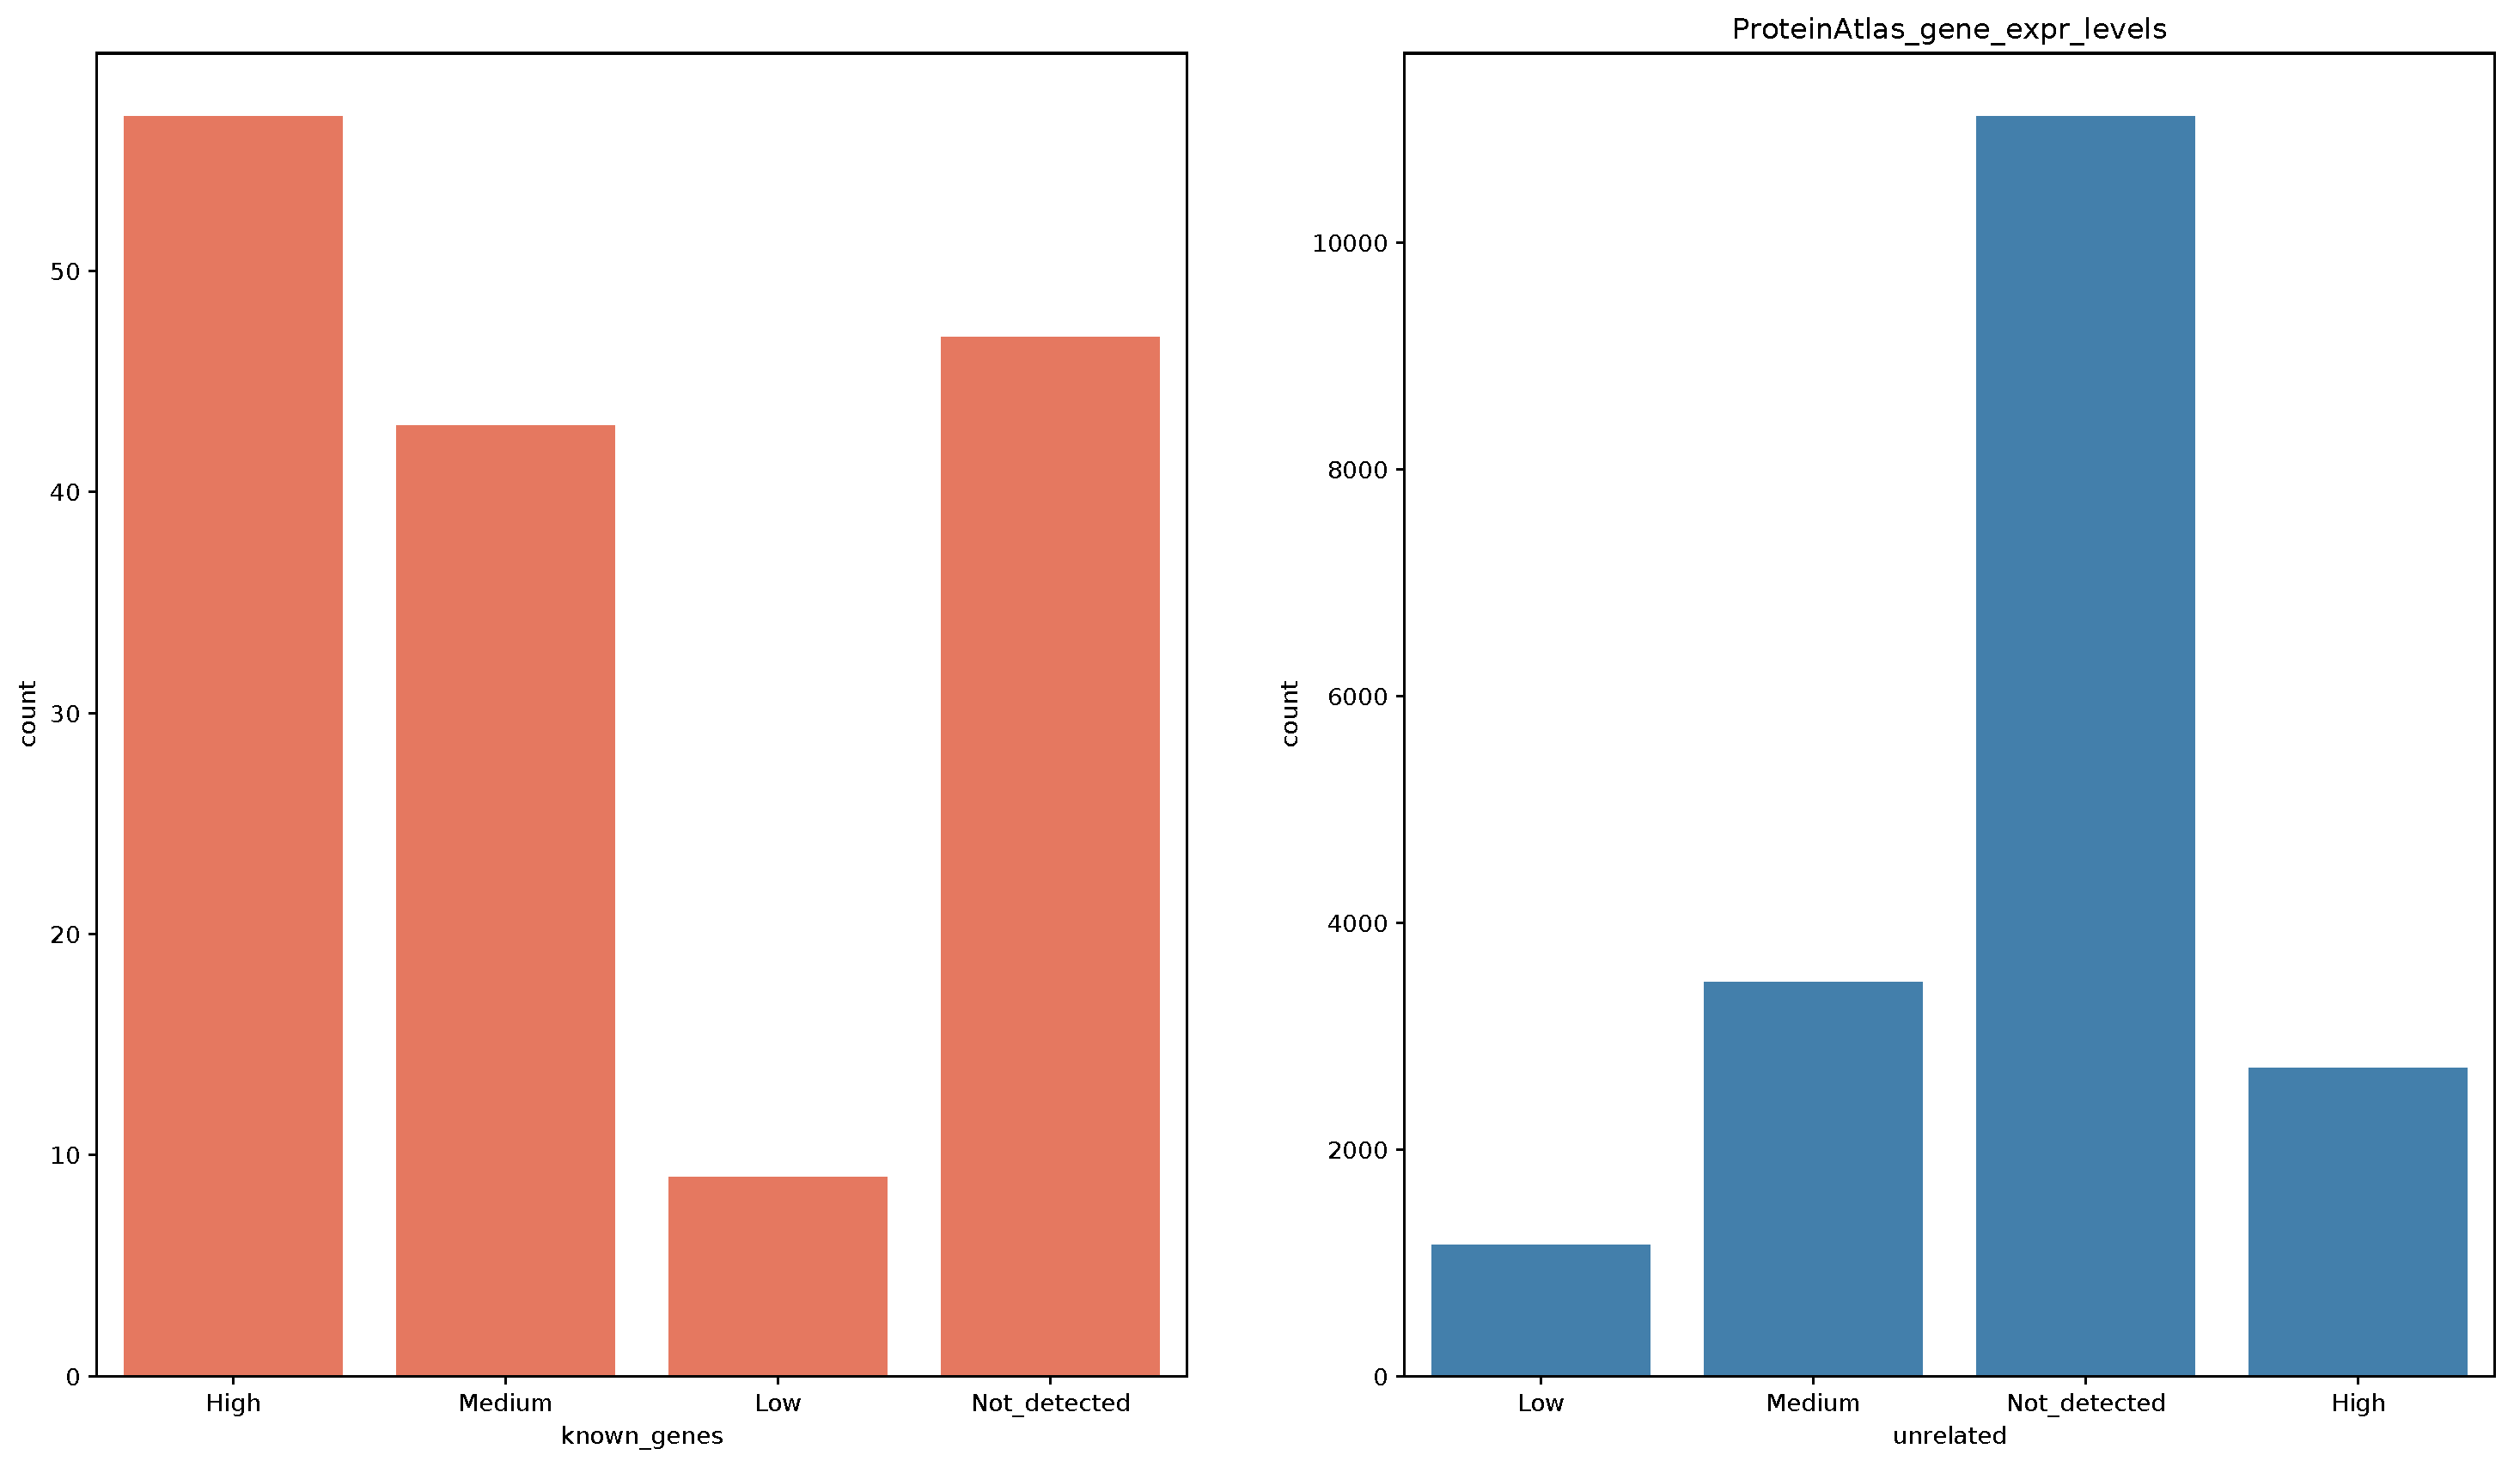 count
50
40
30
20
10
0
High Medium Low Not_detected
known_genes
ProteinAtlas_gene_expr_levels
count
10000
8000
6000
4000
2000
0
Low Medium Not_detected High
unrelated